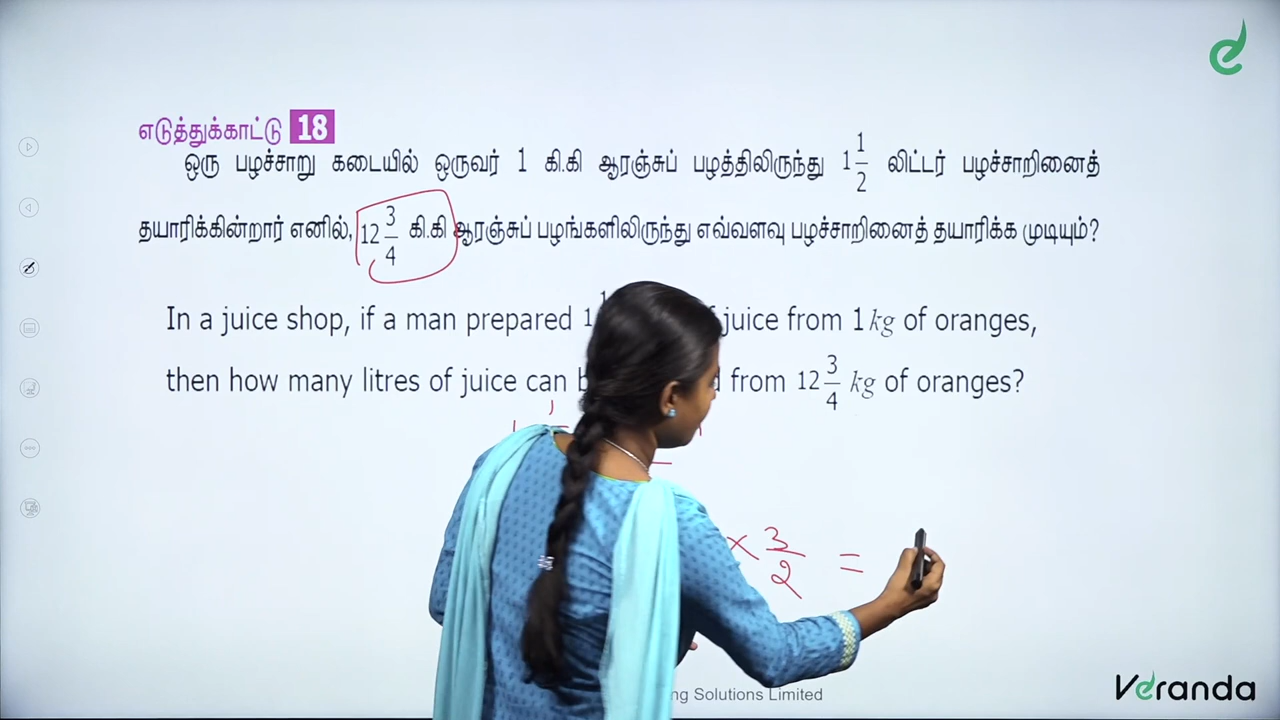 எடுத்துக்காட்டு 18
ஒரு பழச்சாறு கடையில் ஒருவர் 1 கி.கி ஆரஞ்சுப் பழத்திலிருந்து 1 1/2 லிட்டர் பழச்சாறினைத்
தயாரிக்கின்றார் எனில், 12 3/4 கி.கி ஆரஞ்சுப் பழங்களிலிருந்து எவ்வளவு பழச்சாறினைத் தயாரிக்க முடியும்?
In a juice shop, if a man prepared 1 juice from 1 kg of oranges,
then how many litres of juice can from 12 3/4 kg of oranges?
× 3/2 =
Solutions Limited
Veranda